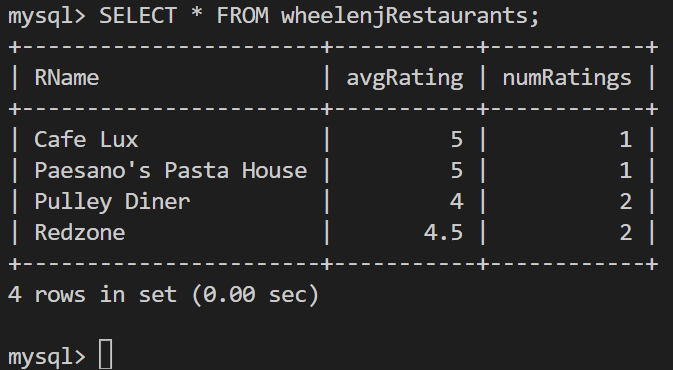 mysql> SELECT * FROM wheelenjRestaurants;
+-----------------------+-----------+------------+
| RName                 | avgRating | numRatings |
+-----------------------+-----------+------------+
| Cafe Lux              |         5 |          1 |
| Paesano's Pasta House |         5 |          1 |
| Pulley Diner          |         4 |          2 |
| Redzone               |       4.5 |          2 |
+-----------------------+-----------+------------+
4 rows in set (0.00 sec)
mysql>